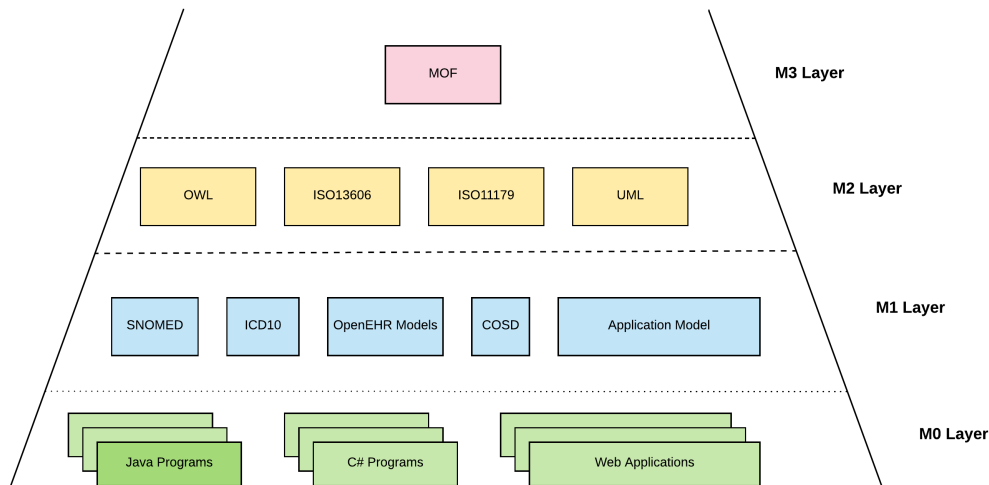 MOF
M3 Layer
OWL
ISO13606
ISO11179
UML
M2 Layer
SNOMED
ICD10
OpenEHR Models
COSD
Application Model
M1 Layer
Java Programs
C# Programs
Web Applications
M0 Layer